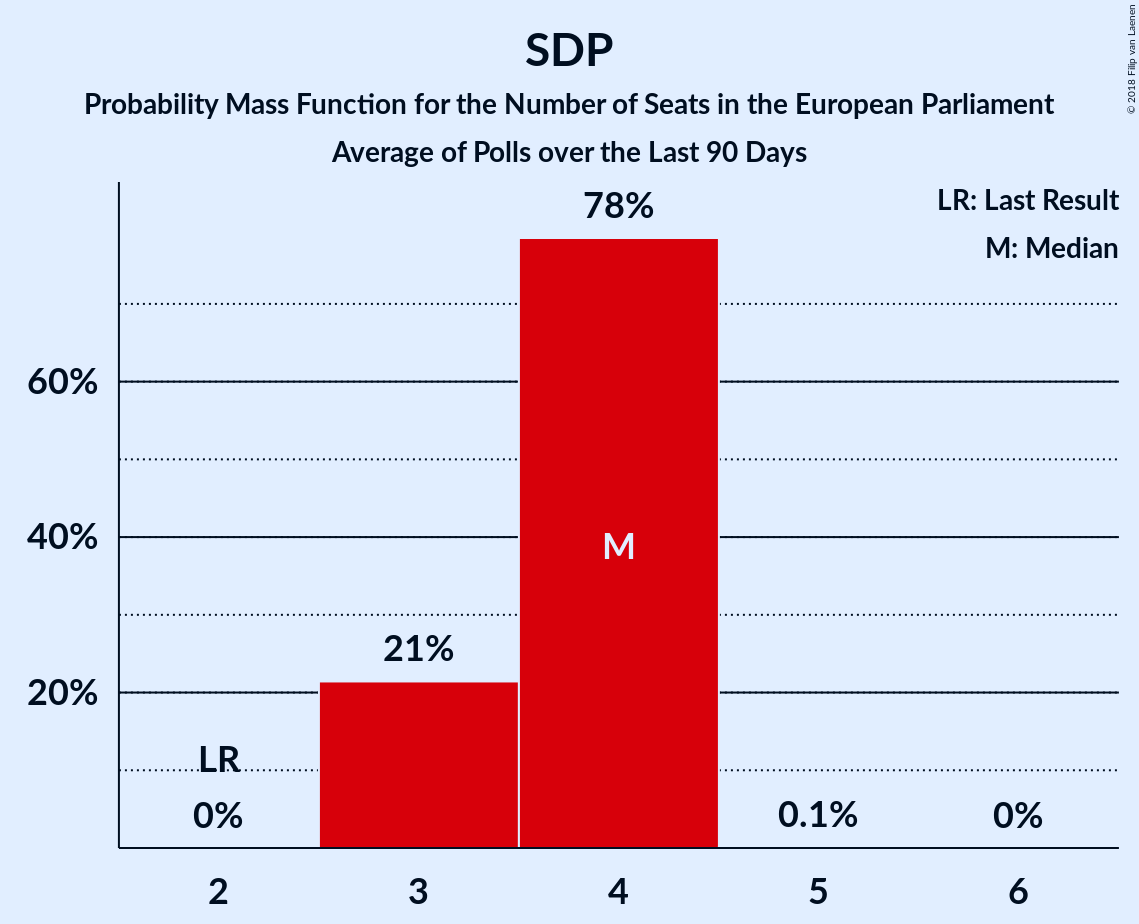 SDP
Probability Mass Function for the Number of Seats in the European Parliament
Average of Polls over the Last 90 Days
© 2018 Filip van Laenen
LR: Last Result
M: Median
78%
60%
40%
20%
M
21%
LR
0%
0.1%
0%
2 3 4 5 6